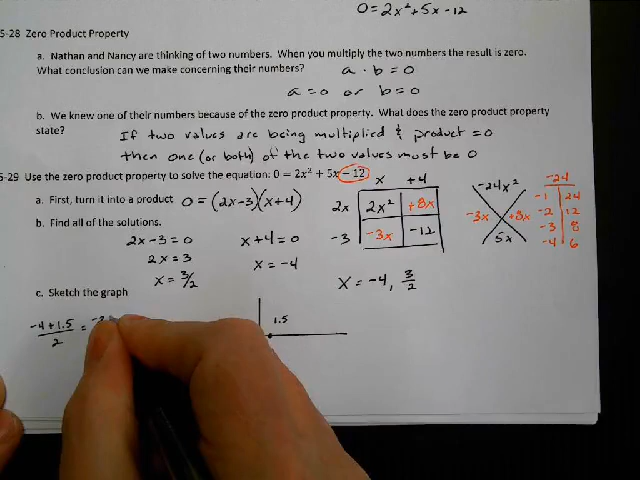 0 = 2x² + 5x - 12
5-28 Zero Product Property
a. Nathan and Nancy are thinking of two numbers. When you multiply the two numbers the result is zero.
What conclusion can we make concerning their numbers? a · b = 0
a = 0 or b = 0
b. We knew one of their numbers because of the zero product property. What does the zero product property
state? If two values are being multiplied & product = 0
then one (or both) of the two values must be 0
5-29 Use the zero property to solve the equation: 0 = 2x² + 5x - 12
a. First, turn it into a product 0 = (2x-3)(x+4)
b. Find all of the solutions.
2x - 3 = 0 x + 4 = 0
2x = 3 x = -4
x = 3/2
x +4
2x 2x² +8x
-3 -3x -12
x = -4, 3/2
-24x²
-3x +8x
5x
-24
-1 24
-2 12
-3 8
-4 6
c. Sketch the graph
-4 + 1.5
2
=
1.5